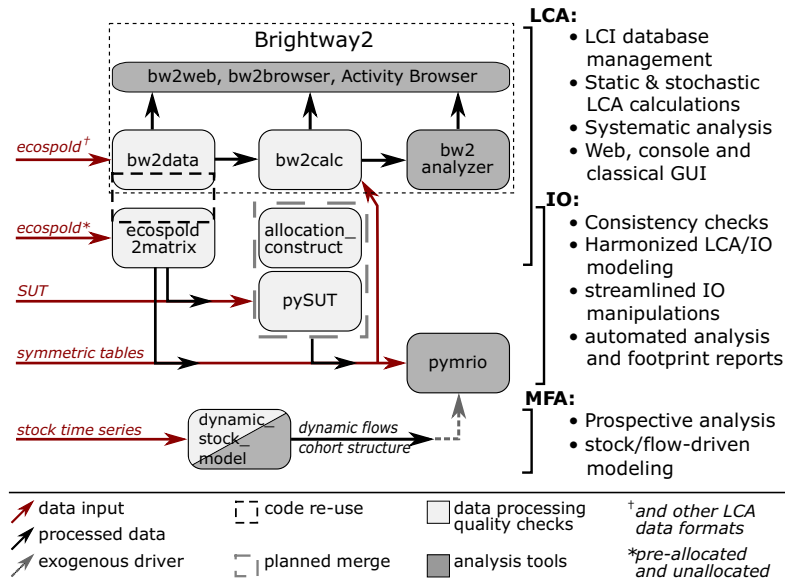 Brightway2
bw2web, bw2browser, Activity Browser
ecospold†
bw2data
bw2calc
bw2
analyzer
ecospold*
ecospold
2matrix
allocation_
construct
SUT
pySUT
symmetric tables
pymrio
stock time series
dynamic_
stock_
model
dynamic flows
cohort structure
LCA:
• LCI database
management
• Static & stochastic
LCA calculations
• Systematic analysis
• Web, console and
classical GUI
IO:
• Consistency checks
• Harmonized LCA/IO
modeling
• streamlined IO
manipulations
• automated analysis
and footprint reports
MFA:
• Prospective analysis
• stock/flow-driven
modeling
data input
processed data
exogenous driver
code re-use
planned merge
data processing
quality checks
analysis tools
†and other LCA
data formats
*pre-allocated
and unallocated